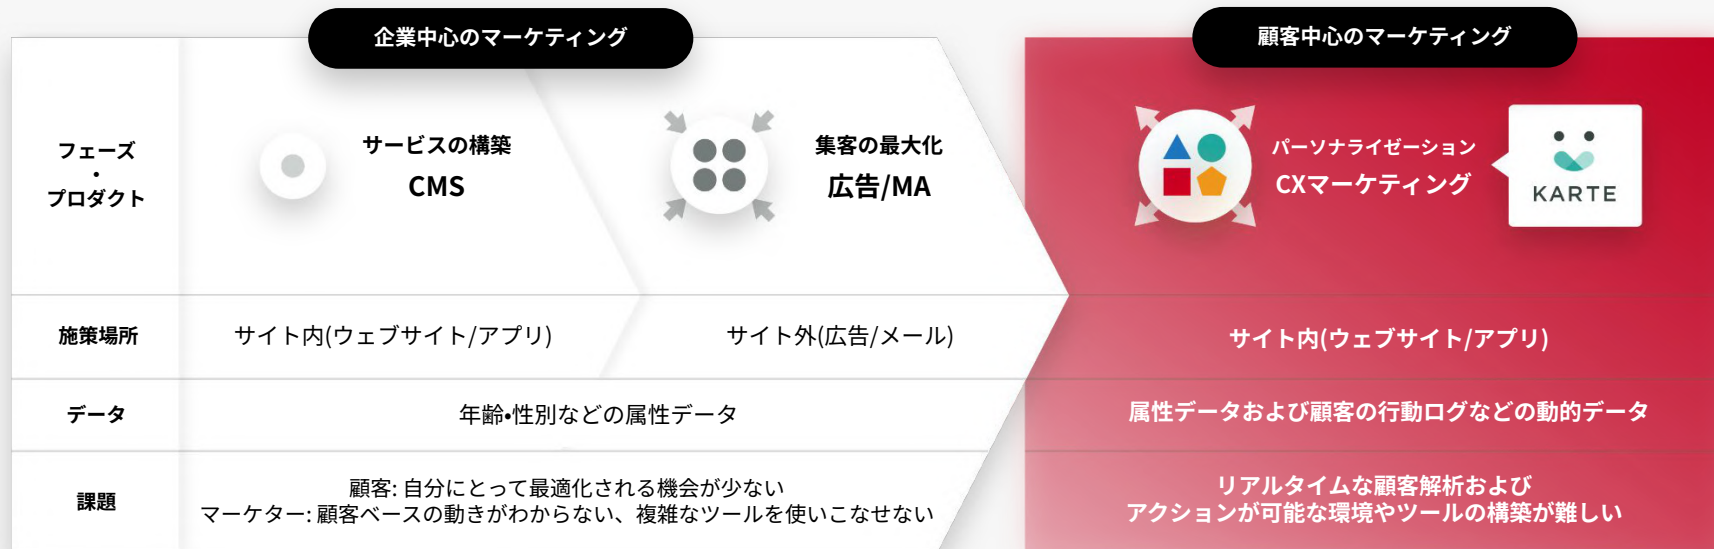 企業中心のマーケティング
顧客中心のマーケティング
フェーズ
・
プロダクト
サービスの構築
CMS
集客の最大化
広告/MA
パーソナライゼーション
CXマーケティング
KARTE
施策場所
サイト内(ウェブサイト/アプリ)
サイト外(広告/メール)
サイト内(ウェブサイト/アプリ)
データ
年齢•性別などの属性データ
属性データおよび顧客の行動ログなどの動的データ
課題
顧客: 自分にとって最適化される機会が少ない
マーケター: 顧客ベースの動きがわからない、複雑なツールを使いこなせない
リアルタイムな顧客解析および
アクションが可能な環境やツールの構築が難しい